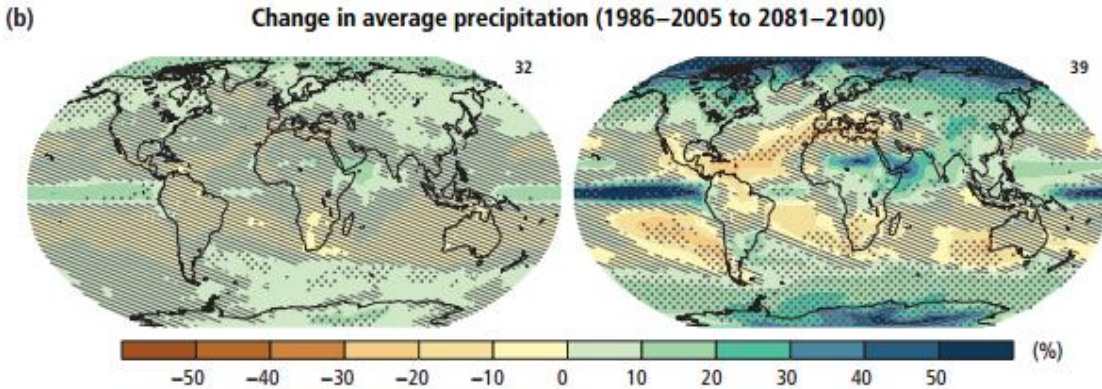 (b) Change in average precipitation (1986–2005 to 2081–2100)
32 39
−50 −40 −30 −20 −10 0 10 20 30 40 50 (%)